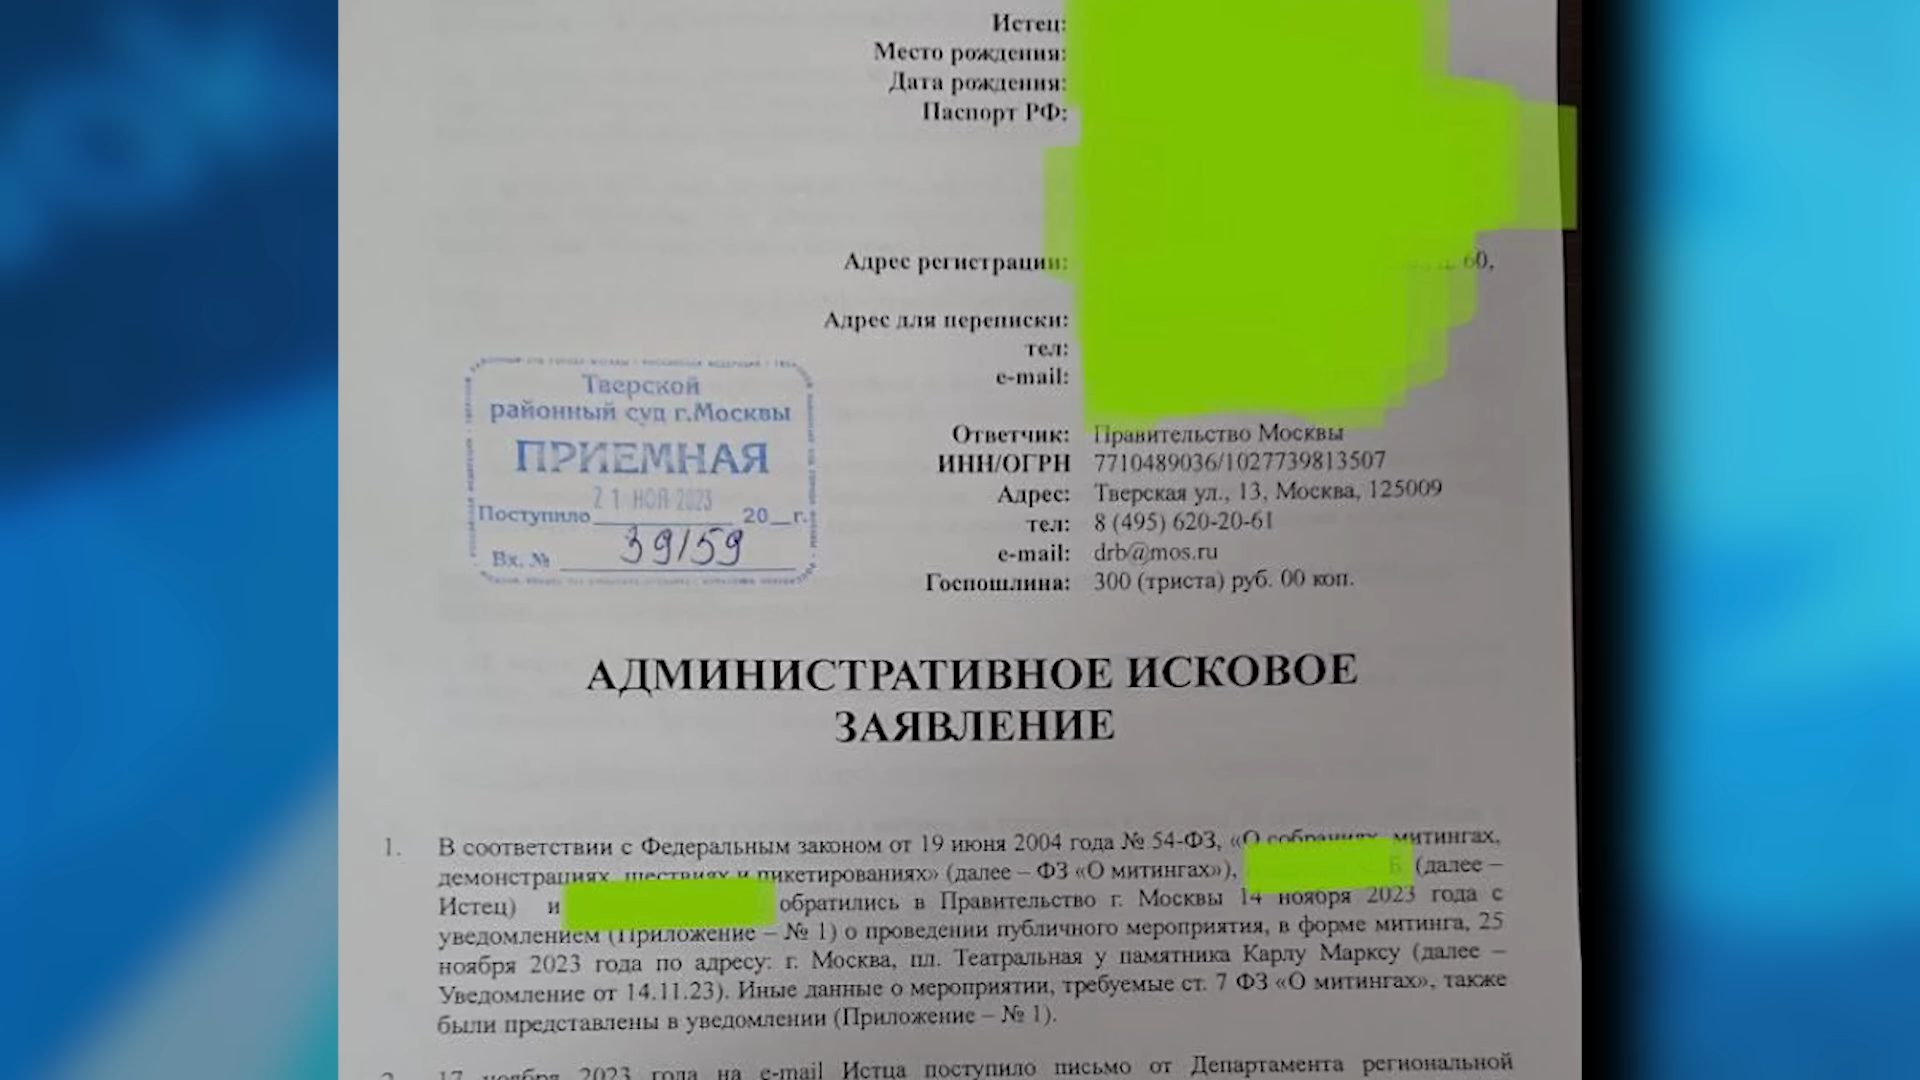 Истец:
Место рождения:
Дата рождения:
Паспорт РФ:
Адрес регистрации: 60,
Адрес для переписки:
тел:
e-mail:
Тверской
районный суд г.Москвы
ПРИЕМНАЯ
21 НОЯ 2023
Поступило 20 г.
Вх. № 39/59
Ответчик: Правительство Москвы
ИНН/ОГРН 7710489036/1027739813507
Адрес: Тверская ул., 13, Москва, 125009
тел: 8 (495) 620-20-61
e-mail: drb@mos.ru
Госпошлина: 300 (триста) руб. 00 коп.
АДМИНИСТРАТИВНОЕ ИСКОВОЕ
ЗАЯВЛЕНИЕ
1. В соответствии с Федеральным законом от 19 июня 2004 года № 54-ФЗ, «О собраниях, митингах,
демонстрациях, шествиях и пикетированиях» (далее – ФЗ «О митингах»), Б (далее –
Истец) и обратились в Правительство г. Москвы 14 ноября 2023 года с
уведомлением (Приложение – № 1) о проведении публичного мероприятия, в форме митинга, 25
ноября 2023 года по адресу: г. Москва, пл. Театральная у памятника Карлу Марксу (далее –
Уведомление от 14.11.23). Иные данные о мероприятии, требуемые ст. 7 ФЗ «О митингах», также
были представлены в уведомлении (Приложение – № 1).
2. 17 ноября 2023 года на e-mail Истца поступило письмо от Департамента региональной